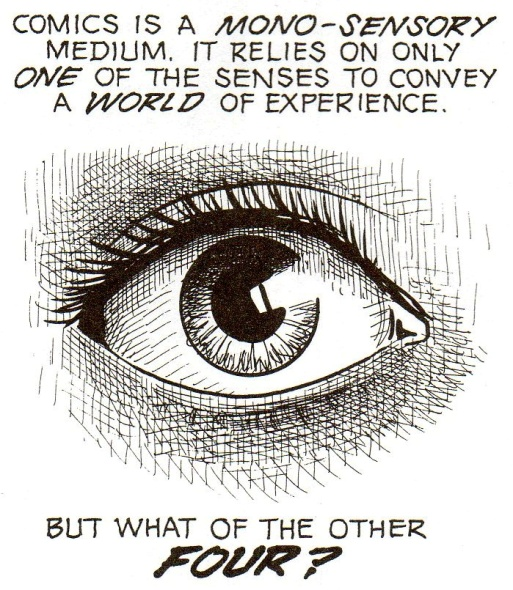 COMICS IS A MONO-SENSORY
MEDIUM. IT RELIES ON ONLY
ONE OF THE SENSES TO CONVEY
A WORLD OF EXPERIENCE.
BUT WHAT OF THE OTHER
FOUR?